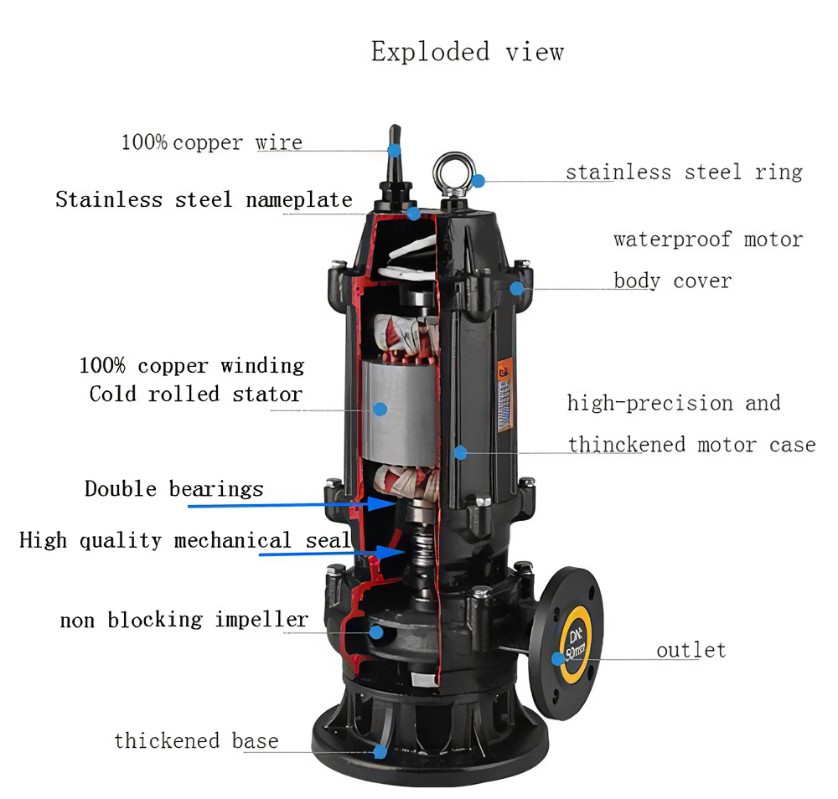 Exploded view
100% copper wire
stainless steel ring
Stainless steel nameplate
waterproof motor
body cover
100% copper winding
Cold rolled stator
high-precision and
thinckened motor case
Double bearings
High quality mechanical seal
non blocking impeller
DN:
50mm
outlet
thickened base